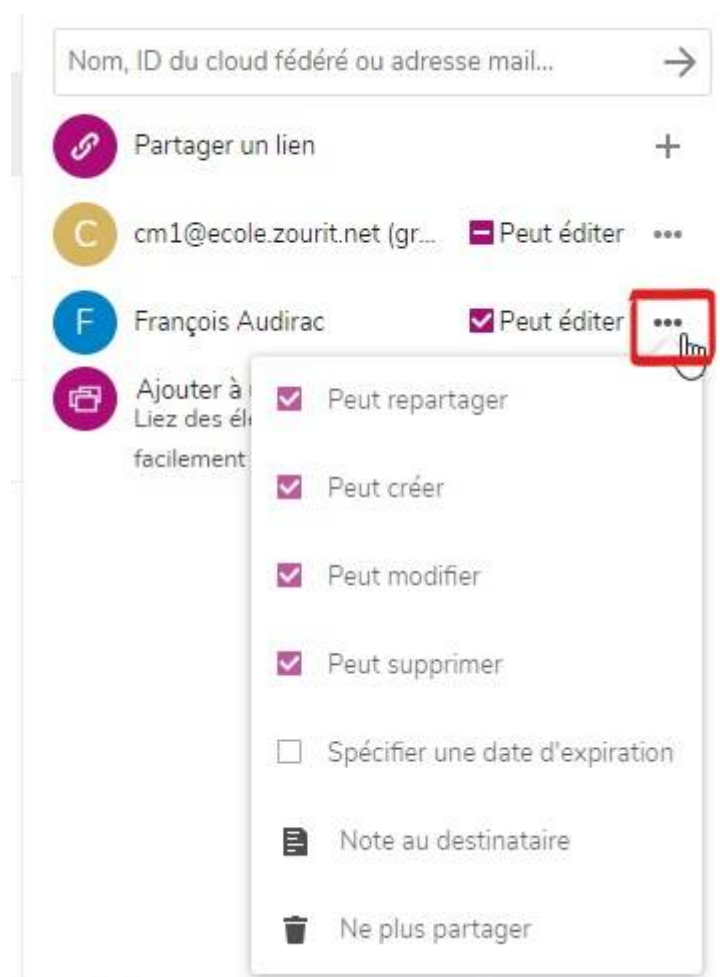 Nom, ID du cloud fédéré ou adresse mail...
Partager un lien
C cm1@ecole.zourit.net (gr... Peut éditer
F François Audirac Peut éditer
Ajouter à
Liez des
facilement
Peut repartager
Peut créer
Peut modifier
Peut supprimer
Spécifier une date d'expiration
Note au destinataire
Ne plus partager